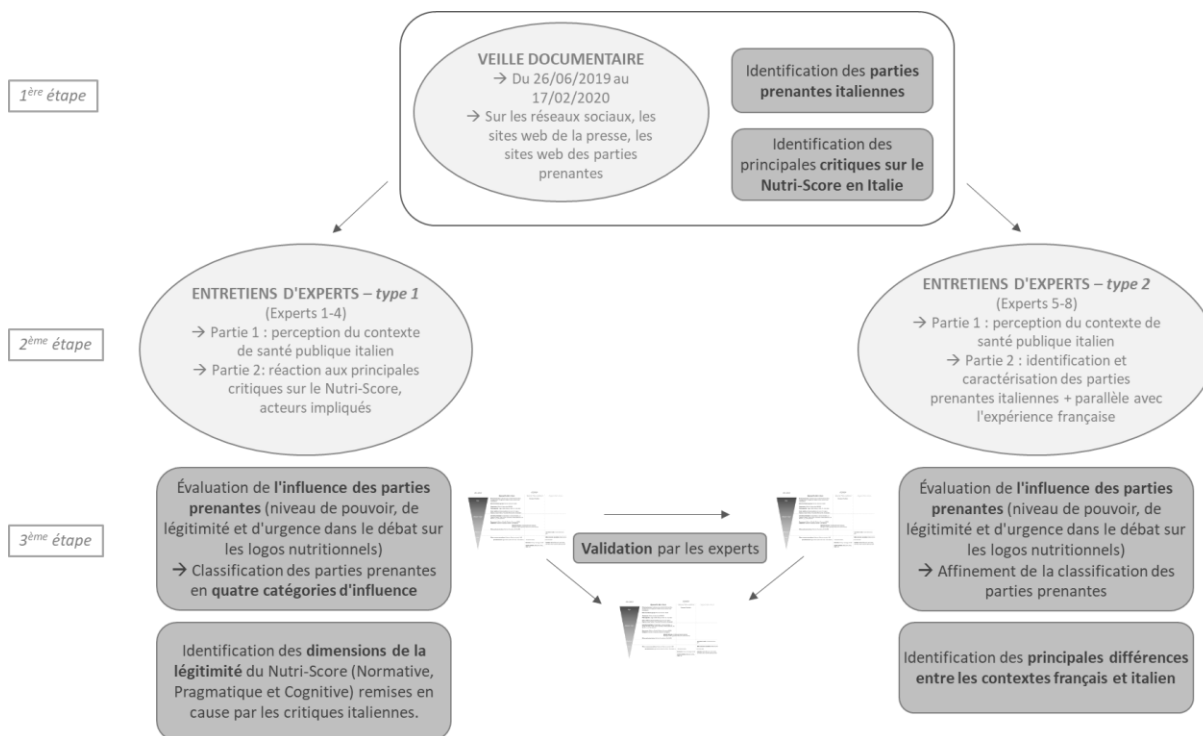 1ère étape
VEILLE DOCUMENTAIRE
→ Du 26/06/2019 au
17/02/2020
→ Sur les réseaux sociaux, les
sites web de la presse, les
sites web des parties
prenantes
Identification des parties
prenantes italiennes
Identification des
principales critiques sur le
Nutri-Score en Italie
2ème étape
ENTRETIENS D'EXPERTS – type 1
(Experts 1-4)
→ Partie 1 : perception du contexte
de santé publique italien
→ Partie 2: réaction aux principales
critiques sur le Nutri-Score,
acteurs impliqués
ENTRETIENS D'EXPERTS – type 2
(Experts 5-8)
→ Partie 1 : perception du contexte de
santé publique italien
→ Partie 2 : identification et
caractérisation des parties
prenantes italiennes + parallèle avec
l'expérience française
3ème étape
Évaluation de l'influence des parties
prenantes (niveau de pouvoir, de
légitimité et d'urgence dans le débat sur
les logos nutritionnels)
→ Classification des parties prenantes
en quatre catégories d'influence
Validation par les experts
Évaluation de l'influence des parties
prenantes (niveau de pouvoir, de
légitimité et d'urgence dans le débat sur
les logos nutritionnels)
→ Affinement de la classification des
parties prenantes
Identification des dimensions de la
légitimité du Nutri-Score (Normative,
Pragmatique et Cognitive) remises en
cause par les critiques italiennes.
Identification des principales différences
entre les contextes français et italien